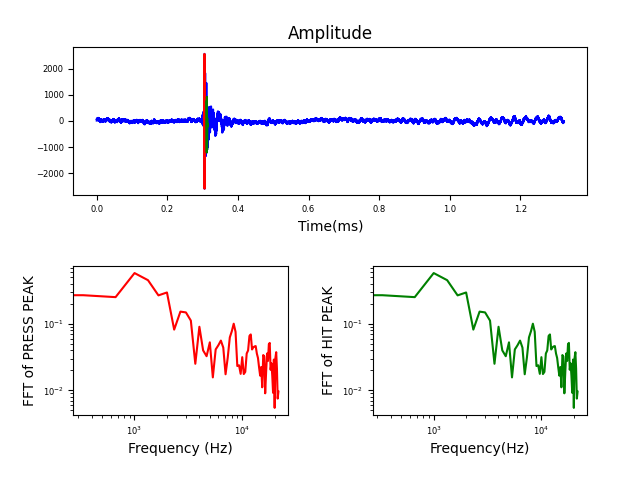 Amplitude
2000
1000
0
−1000
−2000
0.0 0.2 0.4 0.6 0.8 1.0 1.2
Time(ms)
FFT of PRESS PEAK
10⁻¹
10⁻²
10³ 10⁴
Frequency (Hz)
FFT of HIT PEAK
10⁻¹
10⁻²
10³ 10⁴
Frequency(Hz)